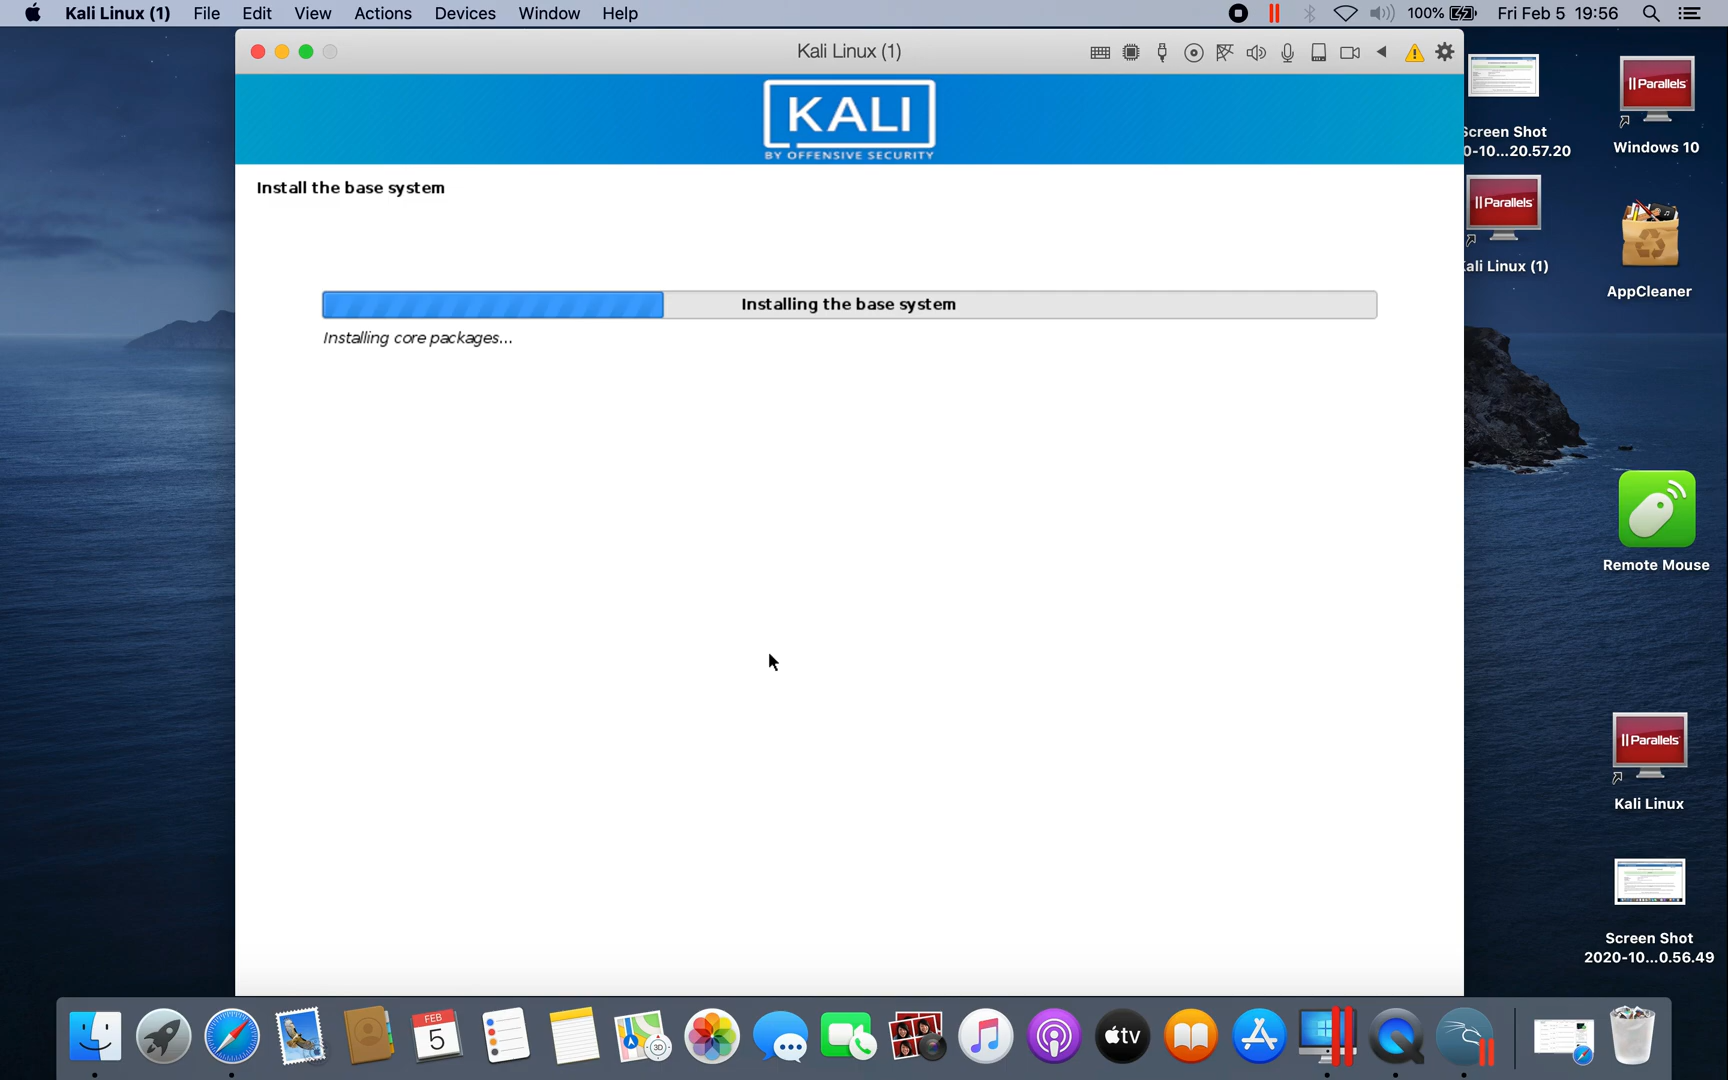 Kali Linux (1) File Edit View Actions Devices Window Help 100% Fri Feb 5 19:56
Kali Linux (1)
KALI
BY OFFENSIVE SECURITY
Install the base system
Installing the base system
Installing core packages...
Screen Shot
0-10...20.57.20
Parallels
Windows 10
Parallels
ali Linux (1)
AppCleaner
Remote Mouse
Parallels
Kali Linux
Screen Shot
2020-10...0.56.49
FEB
5
3D
tv